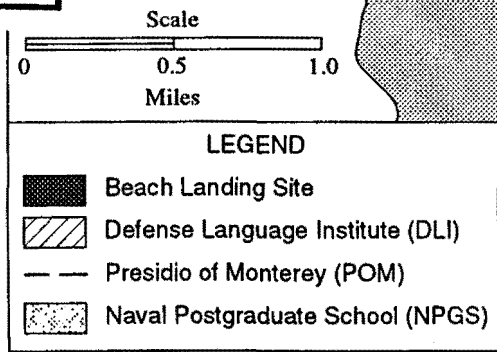 Scale
0 0.5 1.0
Miles
LEGEND
Beach Landing Site
Defense Language Institute (DLI)
Presidio of Monterey (POM)
Naval Postgraduate School (NPGS)